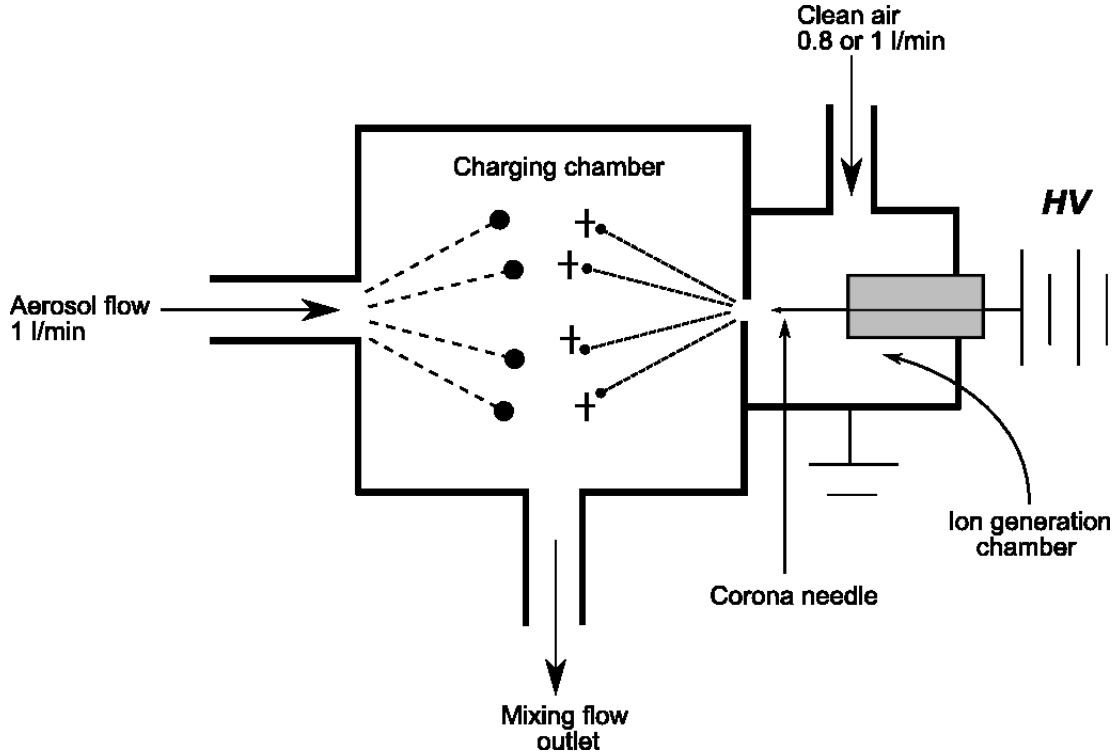 Clean air
0.8 or 1 l/min
Charging chamber
HV
Aerosol flow
1 l/min
Ion generation
chamber
Corona needle
Mixing flow
outlet